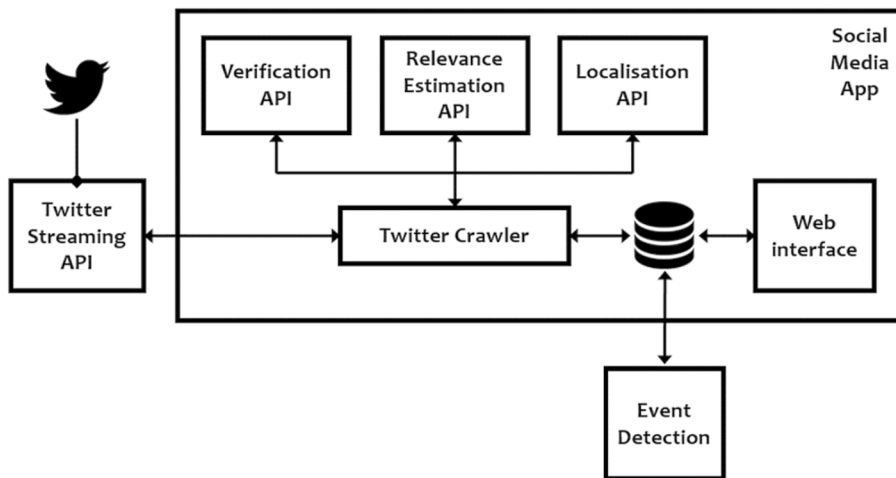 Social
Media
App
Verification
API
Relevance
Estimation
API
Localisation
API
Twitter
Streaming
API
Twitter Crawler
Web
interface
Event
Detection